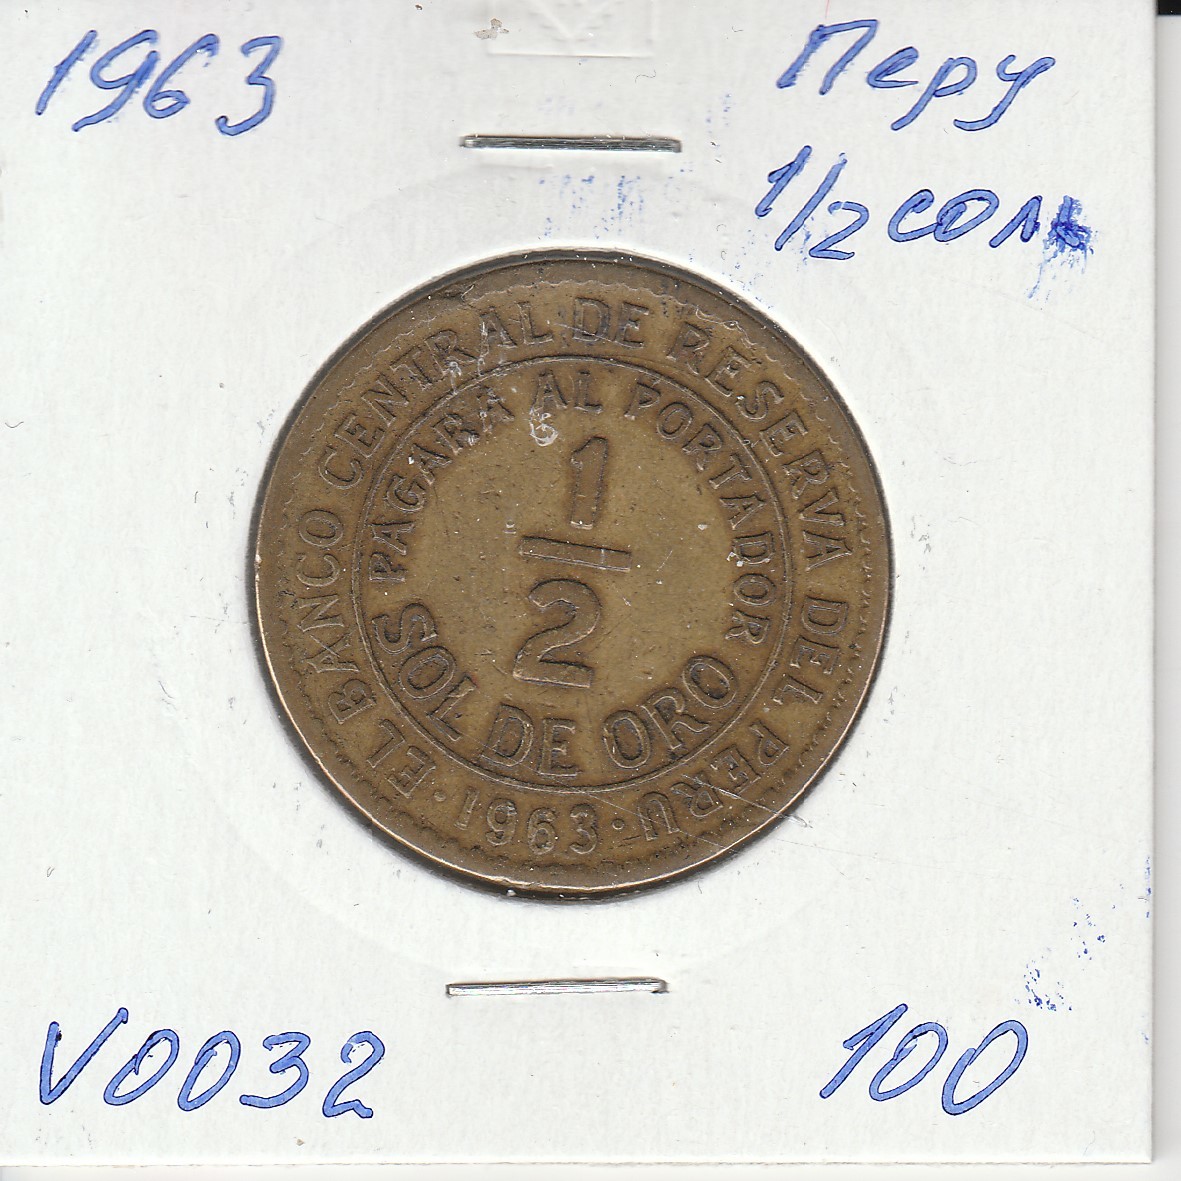 1963
Перу
1/2 соль
EL BANCO CENTRAL DE RESERVA DEL PERU
PAGARÁ AL PORTADOR
1
2
SOL DE ORO
· 1963 ·
V0032
100